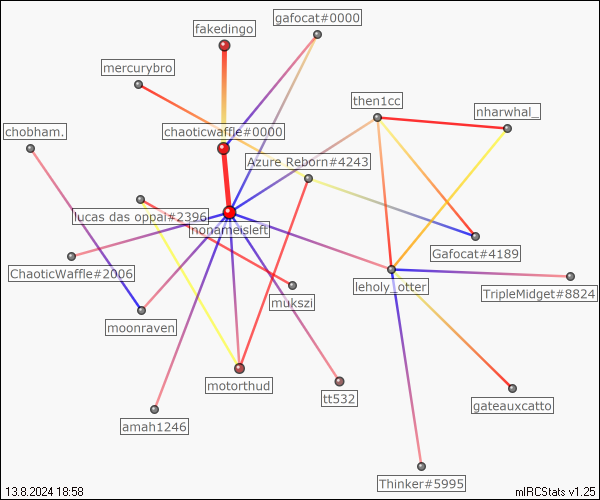 gafocat#0000
fakedingo
mercurybro
then1cc
nharwhal_
chobham.
chaoticwaffle#0000
Azure Reborn#4243
lucas das oppai#2396
nonameisleft
Gafocat#4189
ChaoticWaffle#2006
leholy_otter
TripleMidget#8824
mukszi
moonraven
motorthud
tt532
gateauxcatto
amah1246
Thinker#5995
13.8.2024 18:58
mIRCStats v1.25